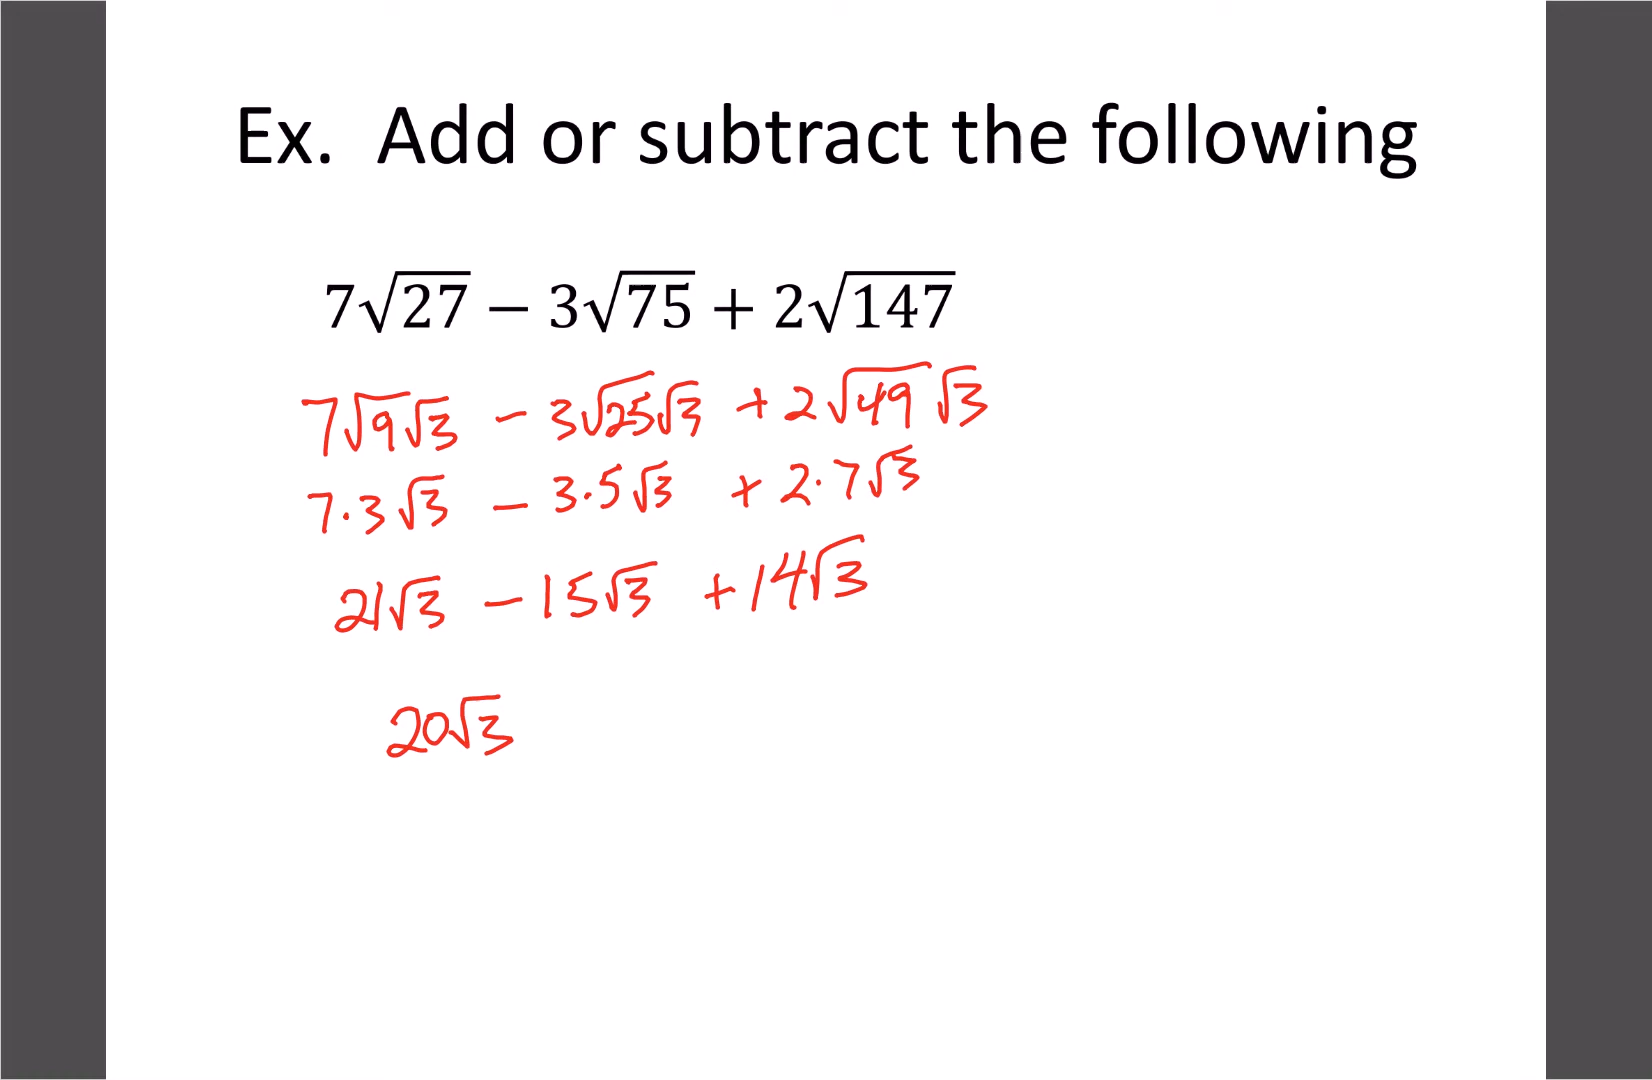 Ex. Add or subtract the following
7√27 − 3√75 + 2√147
7√9√3 − 3√25√3 + 2√49√3
7·3√3 − 3·5√3 + 2·7√3
21√3 − 15√3 + 14√3
20√3